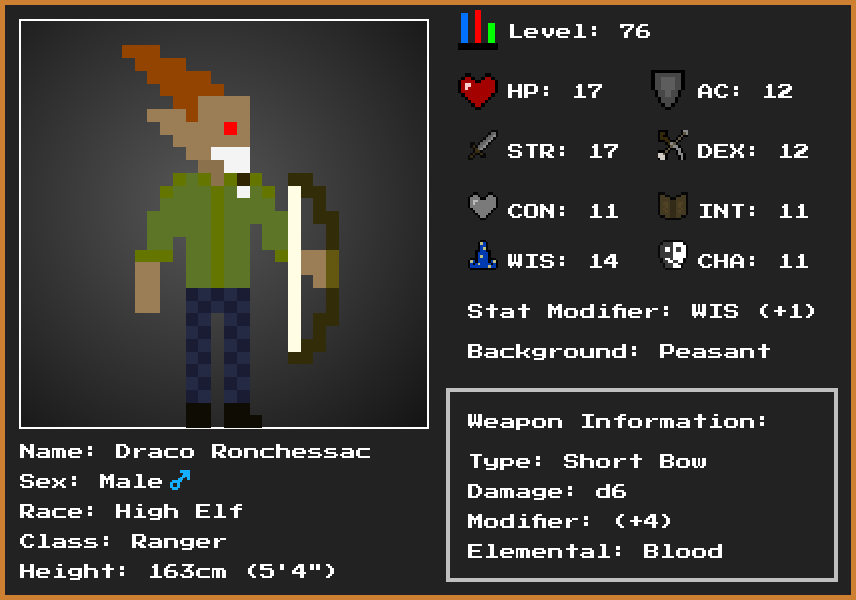 Level: 76
HP: 17
AC: 12
STR: 17
DEX: 12
CON: 11
INT: 11
WIS: 14
CHA: 11
Stat Modifier: WIS (+1)
Background: Peasant
Name: Draco Ronchessac
Sex: Male ♂
Race: High Elf
Class: Ranger
Height: 163cm (5'4")
Weapon Information:
Type: Short Bow
Damage: d6
Modifier: (+4)
Elemental: Blood